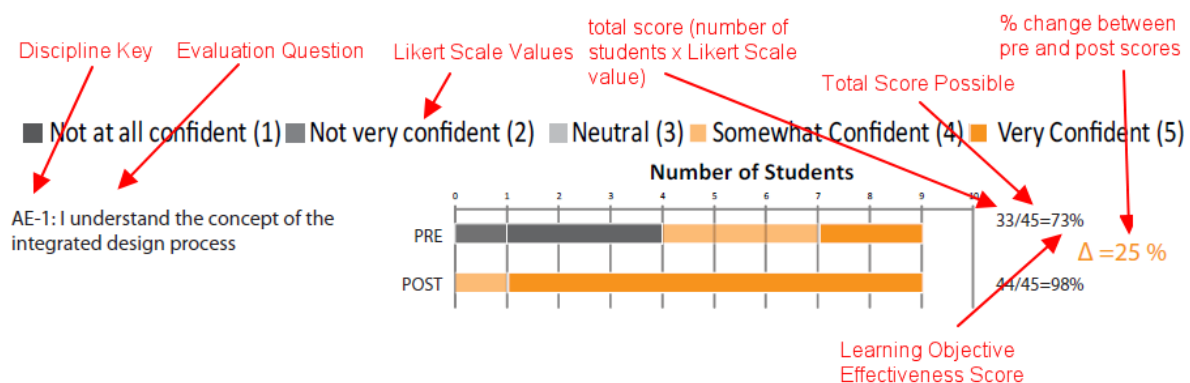 Discipline Key
Evaluation Question
Likert Scale Values
total score (number of
students x Likert Scale
value)
Total Score Possible
% change between
pre and post scores
Not at all confident (1) Not very confident (2) Neutral (3) Somewhat Confident (4) Very Confident (5)
Number of Students
0 1 2 3 4 5 6 7 8 9 10
AE-1: I understand the concept of the
integrated design process
PRE
33/45=73%
Δ =25 %
POST
44/45=98%
Learning Objective
Effectiveness Score